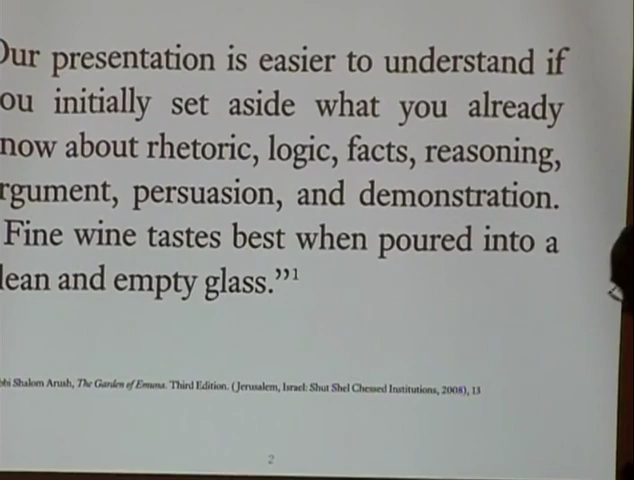 Our presentation is easier to understand if
ou initially set aside what you already
now about rhetoric, logic, facts, reasoning,
rgument, persuasion, and demonstration.
Fine wine tastes best when poured into a
lean and empty glass.”¹
bbi Shalom Arush, The Garden of Emuna. Third Edition. (Jerusalem, Israel: Shut Shel Chessed Institutions, 2008), 13
2